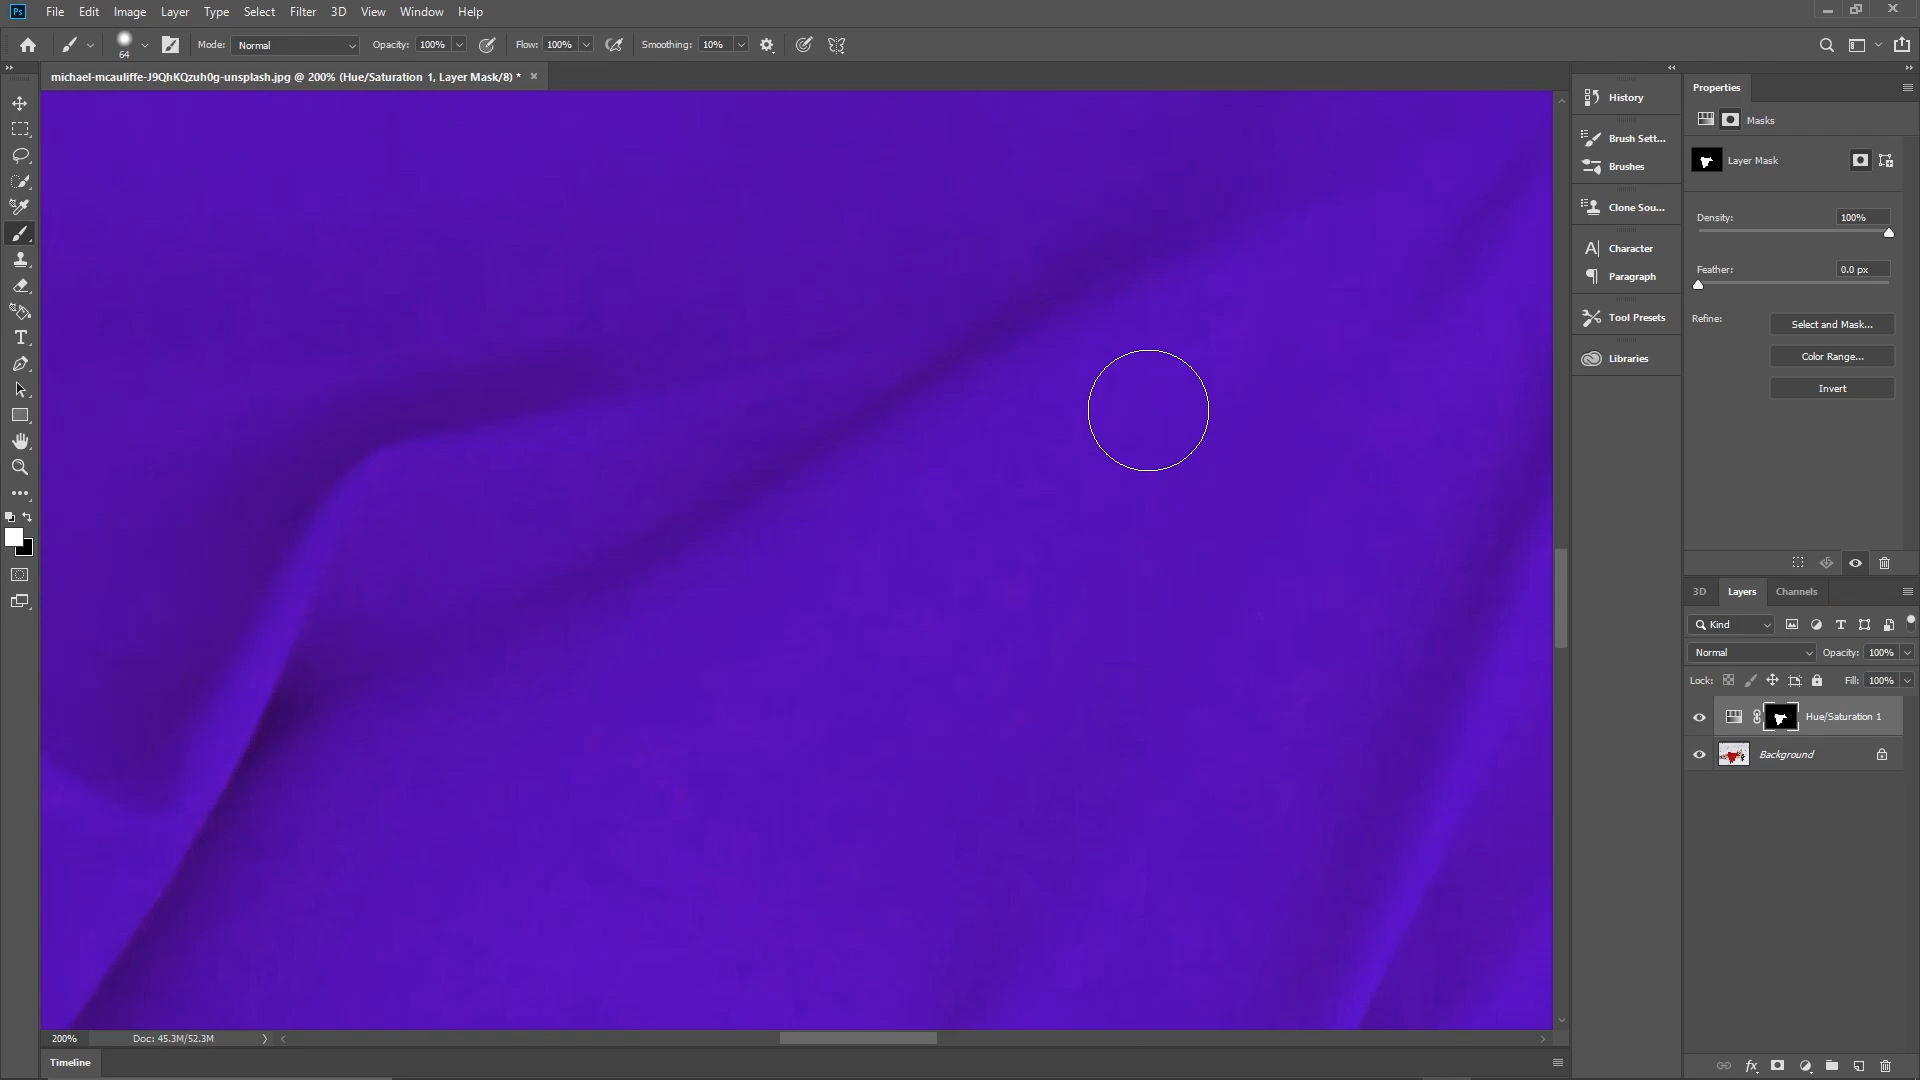 Ps File Edit Image Layer Type Select Filter 3D View Window Help
64 Mode: Normal Opacity: 100% Flow: 100% Smoothing: 10%
michael-mcauliffe-J9QhKQzuh0g-unsplash.jpg @ 200% (Hue/Saturation 1, Layer Mask/8) *
History
Brush Sett...
Brushes
Clone Sou...
Character
Paragraph
Tool Presets
Libraries
Properties
Masks
Layer Mask
Density: 100%
Feather: 0.0 px
Refine: Select and Mask...
Color Range...
Invert
3D Layers Channels
Kind
Normal Opacity: 100%
Lock: Fill: 100%
Hue/Saturation 1
Background
200% Doc: 45.3M/52.3M
Timeline